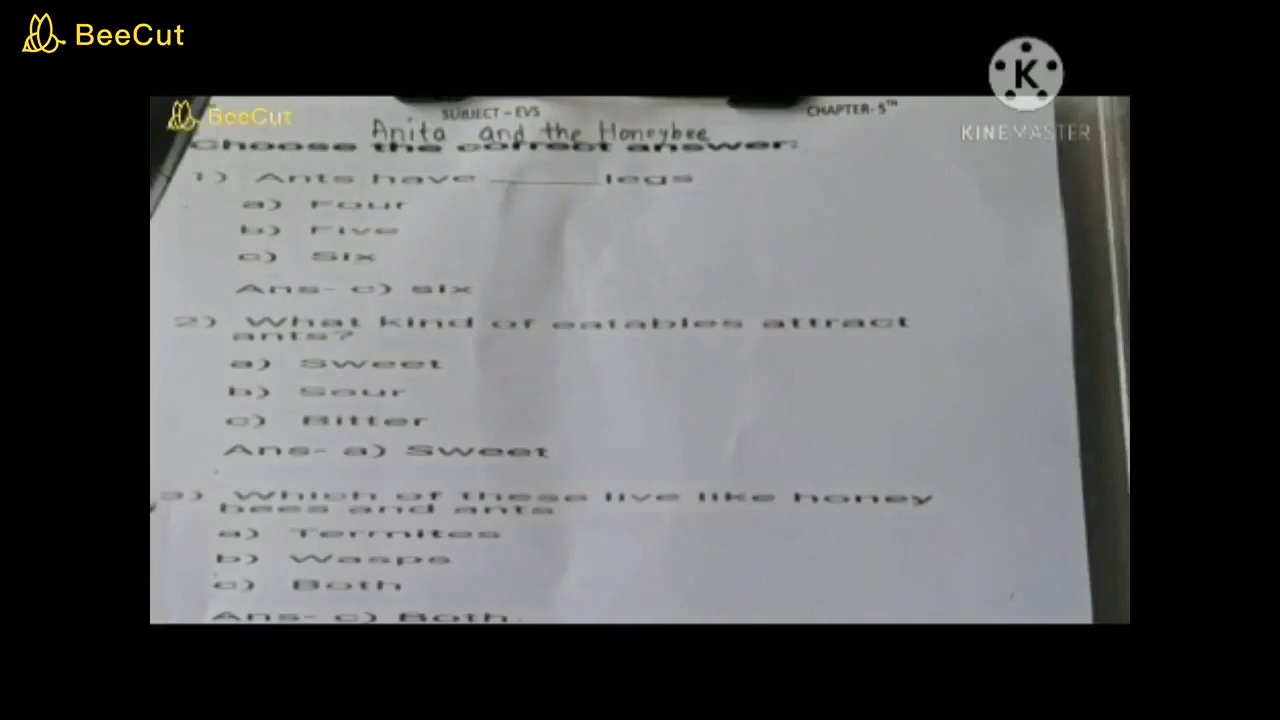 BeeCut
K
KINEMASTER
BeeCut
SUBJECT – EVS
CHAPTER- 5TH
Anita and the Honeybee
Choose the correct answer:
1) Ants have ______ legs
a) Four
b) Five
c) Six
Ans- c) six
2) What kind of eatables attract
ants?
a) Sweet
b) Sour
c) Bitter
Ans- a) Sweet
3) Which of these live like honey
bees and ants
a) Termites
b) Wasps
c) Both
Ans- c) Both